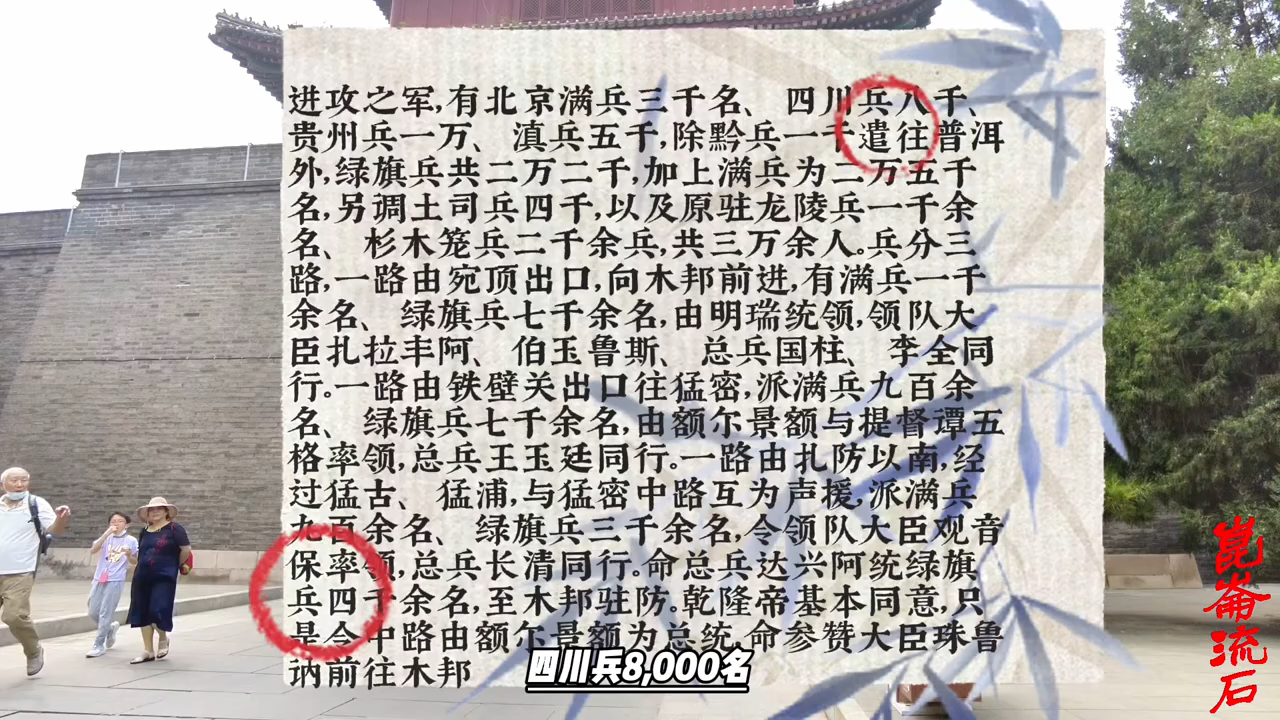 进攻之军,有北京满兵三千名、 四川兵八千、
贵州兵一万、 滇兵五千,除黔兵一千遣往普洱
外,绿旗兵共二万二千,加上满兵为二万五千
名,另调土司兵四千,以及原驻龙陵兵一千余
名、 杉木笼兵二千余兵,共三万余人。兵分三
路,一路由宛顶出口,向木邦前进,有满兵一千
余名、 绿旗兵七千余名,由明瑞统领,领队大
臣扎拉丰阿、 伯玉鲁斯、 总兵国柱、 李全同
行。一路由铁壁关出口往猛密,派满兵九百余
名、 绿旗兵七千余名,由额尔景额与提督谭五
格率领,总兵王玉廷同行。一路由扎防以南,经
过猛古、 猛浦,与猛密中路互为声援,派满兵
九百余名、 绿旗兵三千余名,令领队大臣观音
保率领,总兵长清同行。命总兵达兴阿统绿旗
兵四千余名,至木邦驻防。乾隆帝基本同意,只
是令中路由额尔景额为总统。命参赞大臣珠鲁
讷前往木邦
四川兵8,000名
崑崙流石